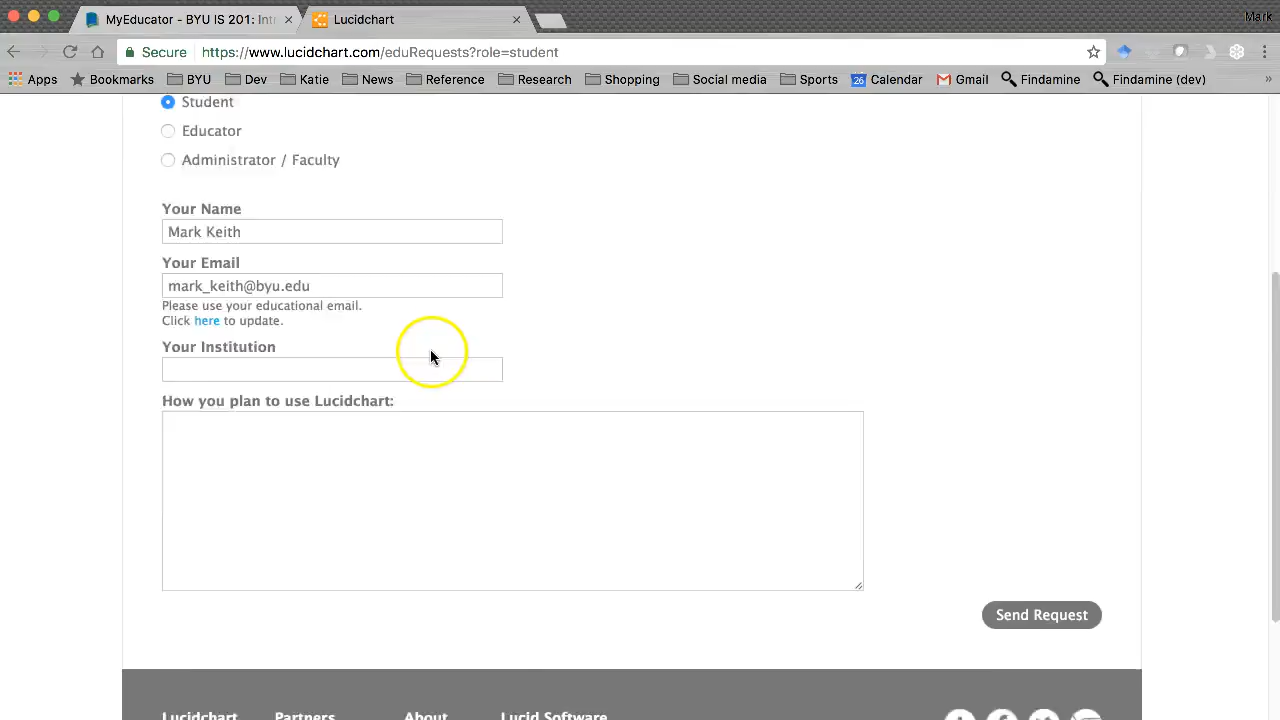 MyEducator - BYU IS 201: Int
Lucidchart
Mark
Secure https://www.lucidchart.com/eduRequests?role=student
Apps Bookmarks BYU Dev Katie News Reference Research Shopping Social media Sports 26 Calendar Gmail Findamine Findamine (dev) »
Student
Educator
Administrator / Faculty
Your Name
Mark Keith
Your Email
mark_keith@byu.edu
Please use your educational email.
Click here to update.
Your Institution
How you plan to use Lucidchart:
Send Request
Lucidchart Partners About Lucid Software